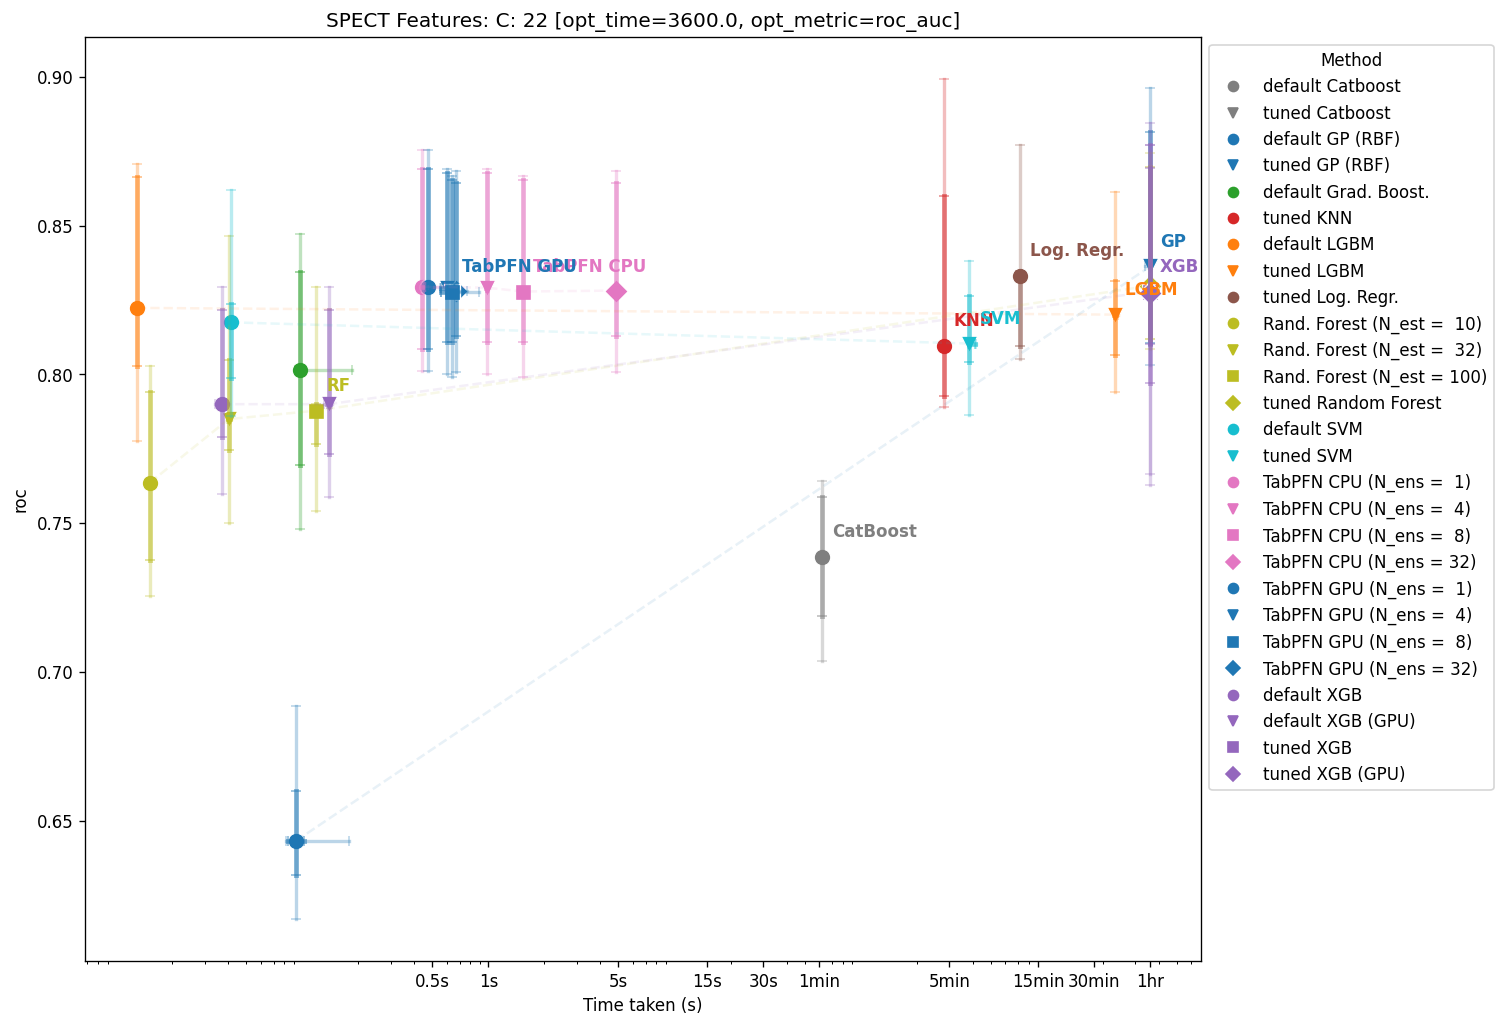 SPECT Features: C: 22 [opt_time=3600.0, opt_metric=roc_auc]
roc
0.90
0.85
0.80
0.75
0.70
0.65
TabPFN GPU
TabPFN CPU
RF
CatBoost
KNN
SVM
Log. Regr.
LGBM
GP
XGB
0.5s
1s
5s
15s
30s
1min
5min
15min
30min
1hr
Time taken (s)
Method
default Catboost
tuned Catboost
default GP (RBF)
tuned GP (RBF)
default Grad. Boost.
tuned KNN
default LGBM
tuned LGBM
tuned Log. Regr.
Rand. Forest (N_est =  10)
Rand. Forest (N_est =  32)
Rand. Forest (N_est = 100)
tuned Random Forest
default SVM
tuned SVM
TabPFN CPU (N_ens =  1)
TabPFN CPU (N_ens =  4)
TabPFN CPU (N_ens =  8)
TabPFN CPU (N_ens = 32)
TabPFN GPU (N_ens =  1)
TabPFN GPU (N_ens =  4)
TabPFN GPU (N_ens =  8)
TabPFN GPU (N_ens = 32)
default XGB
default XGB (GPU)
tuned XGB
tuned XGB (GPU)